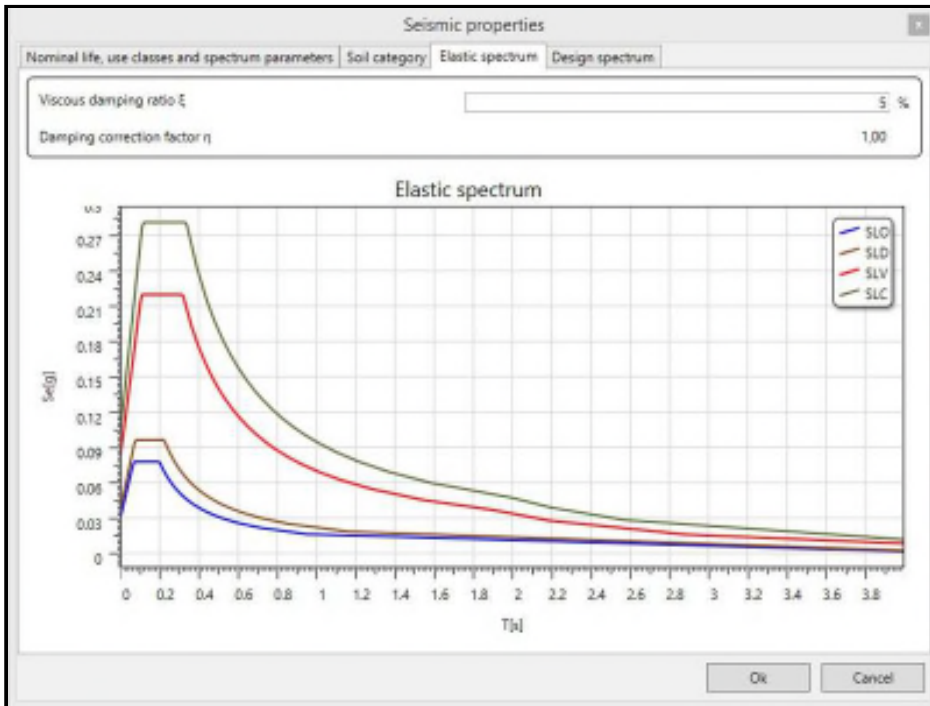 Seismic properties
Nominal life, use classes and spectrum parameters Soil category Elastic spectrum Design spectrum
Viscous damping ratio ξ 5 %
Damping correction factor η 1,00
Elastic spectrum
0.3
0.27
0.24
0.21
0.18
0.15
0.12
0.09
0.06
0.03
0
Se[g]
SLO
SLD
SLV
SLC
0 0.2 0.4 0.6 0.8 1 1.2 1.4 1.6 1.8 2 2.2 2.4 2.6 2.8 3 3.2 3.4 3.6 3.8
T[s]
Ok Cancel